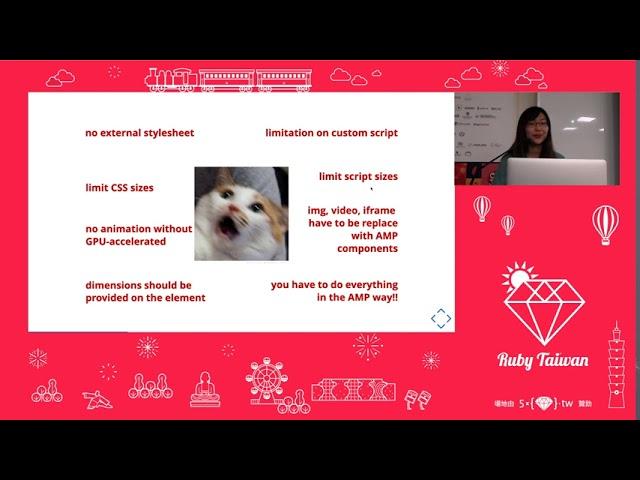 no external stylesheet
limit CSS sizes
no animation without
GPU-accelerated
dimensions should be
provided on the element
limitation on custom script
limit script sizes
img, video, iframe
have to be replace
with AMP
components
you have to do everything
in the AMP way!!
Ruby Taiwan
場地由 5×{ }·tw 贊助